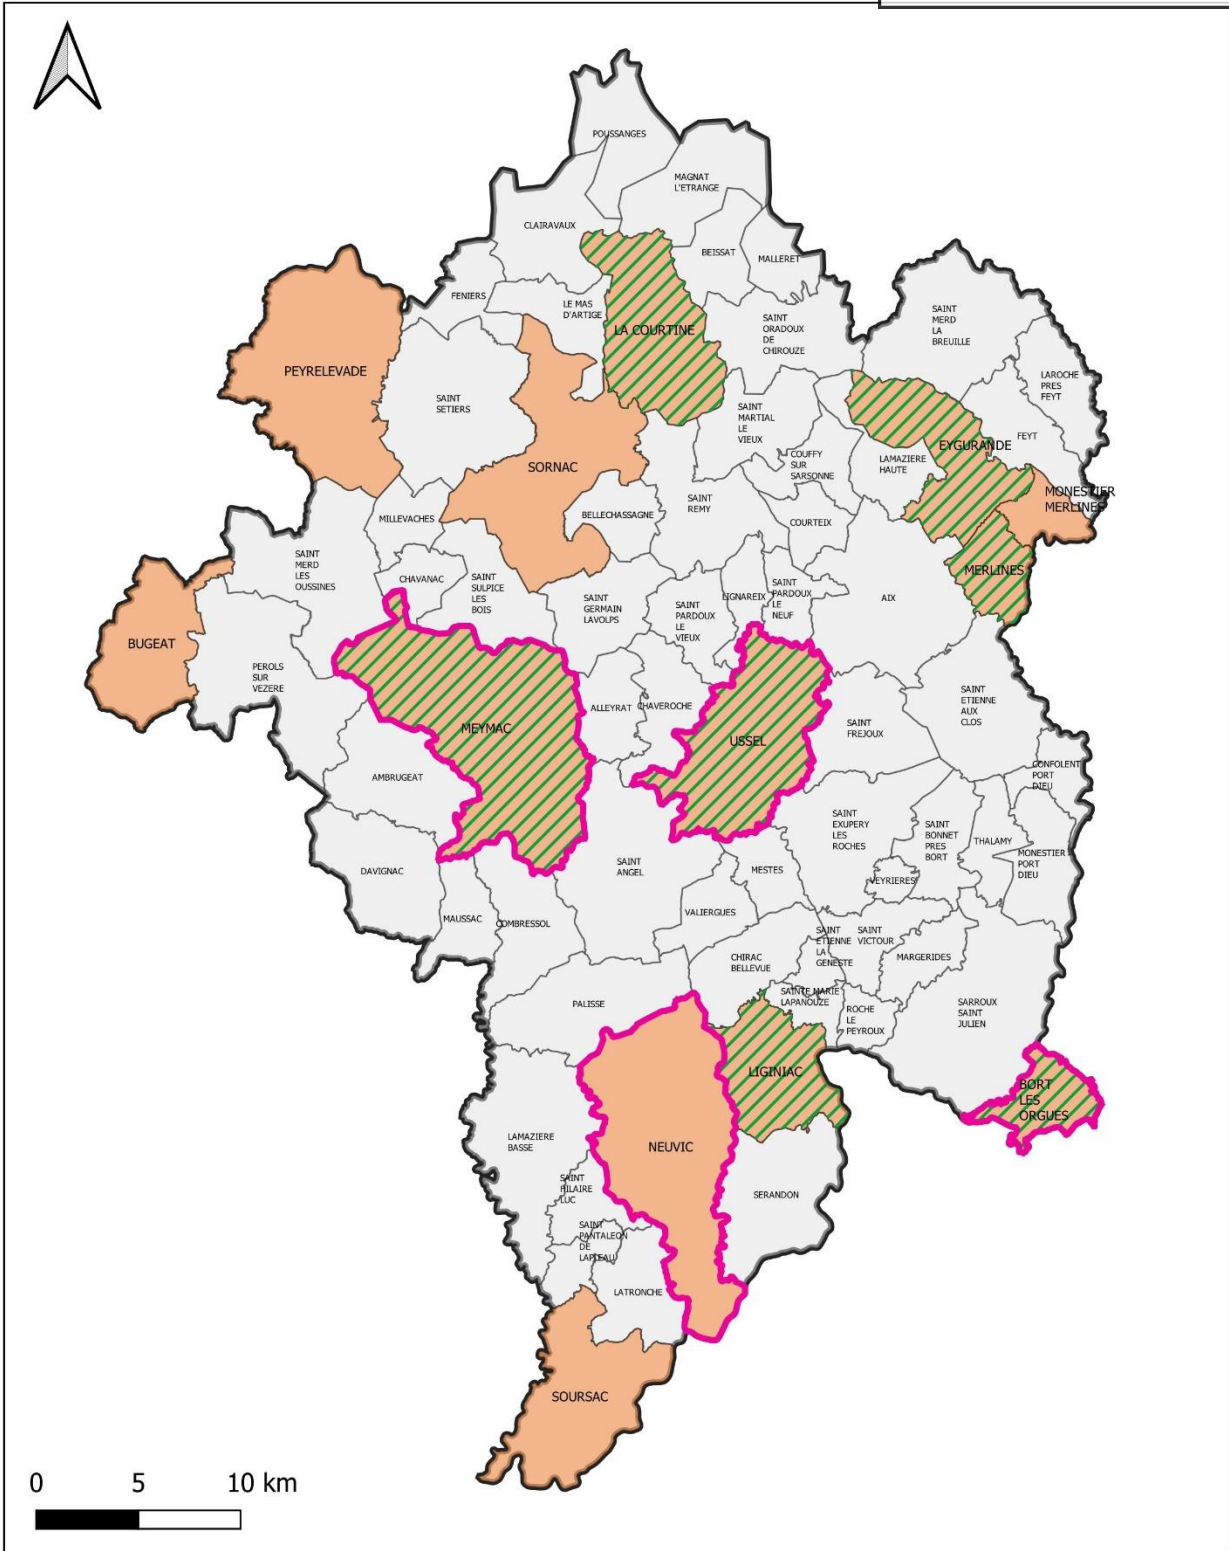 POUSSANGES
MAGNAT
L'ETRANGE
CLAIRAVAUX
BEISSAT
MALLERET
FENIERS
LE MAS
D'ARTIGE
LA COURTINE
SAINT
ORADOUX
DE
CHIROUZE
SAINT
MERD
LA
BREUILLE
LAROCHE
PRES
FEYT
PEYRELEVADE
SAINT
SETIERS
SAINT
MARTIAL
LE
VIEUX
EYGURANDE
FEYT
COUFFY
SUR
SARSONNE
LAMAZIERE
HAUTE
SORNAC
MONESTIER
MERLINES
SAINT
REMY
BELLECHASSAGNE
MILLEVACHES
COURTEIX
SAINT
MERD
LES
OUSSINES
MERLINES
CHAVANAC
SAINT
SULPICE
LES
BOIS
SAINT
GERMAIN
LAVOLPS
SAINT
PARDOUX
LE
VIEUX
LIGNAREIX
SAINT
PARDOUX
LE
NEUF
AIX
BUGEAT
PEROLS
SUR
VEZERE
ALLEYRAT
CHAVEROCHE
SAINT
ETIENNE
AUX
CLOS
MEYMAC
USSEL
SAINT
FREJOUX
AMBRUGEAT
CONFOLENT
PORT
DIEU
SAINT
EXUPERY
LES
ROCHES
SAINT
BONNET
PRES
BORT
THALAMY
MONESTIER
PORT
DIEU
DAVIGNAC
SAINT
ANGEL
MESTES
VEYRIERES
MAUSSAC
COMBRESSOL
VALIERGUES
SAINT
ETIENNE
LA
GENESTE
SAINT
VICTOUR
MARGERIDES
CHIRAC
BELLEVUE
SAINTE MARIE
LAPANOUZE
PALISSE
ROCHE
LE
PEYROUX
SARROUX
SAINT
JULIEN
LIGINIAC
BORT
LES
ORGUES
LAMAZIERE
BASSE
NEUVIC
SAINT
HILAIRE
LUC
SERANDON
SAINT
PANTALEON
DE
LAPLEAU
LATRONCHE
SOURSAC
0 5 10 km